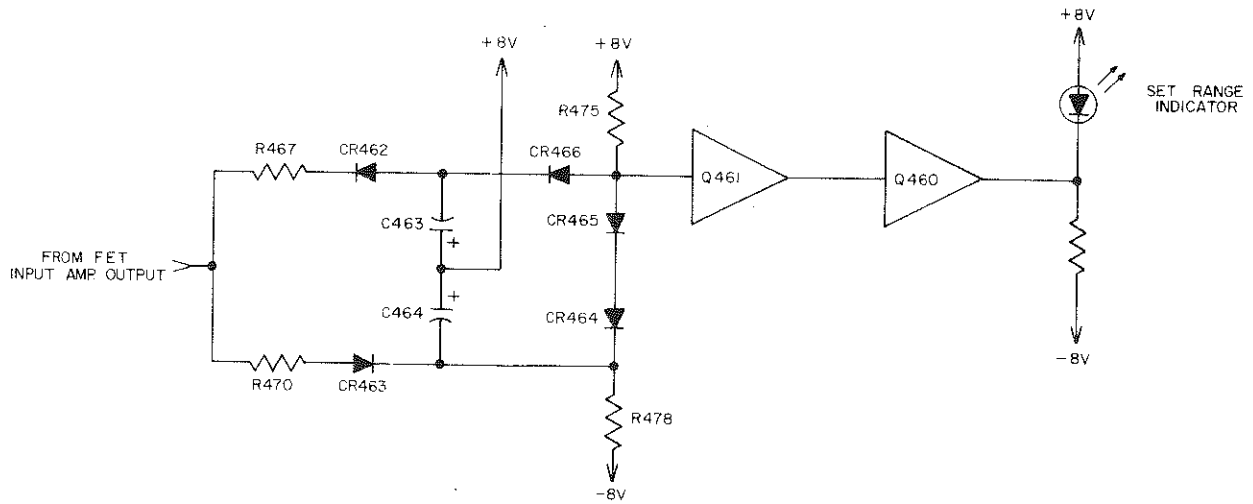 +8V
+8V
+8V
SET RANGE
INDICATOR
R475
R467
CR462
CR466
Q461
Q460
C463
+
CR465
FROM FET
INPUT AMP. OUTPUT
+
C464
CR464
R470
CR463
-8V
R478
-8V